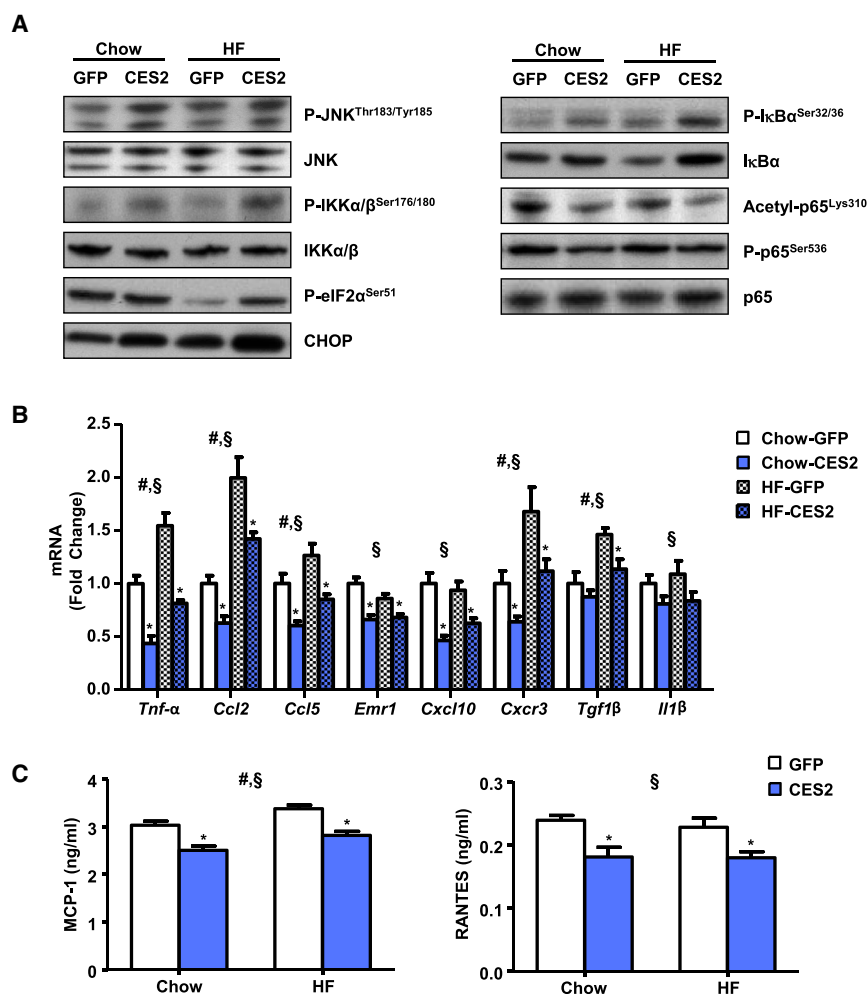 A
Chow HF
GFP CES2 GFP CES2
P-JNK^Thr183/Tyr185
JNK
P-IKKα/β^Ser176/180
IKKα/β
P-eIF2α^Ser51
CHOP
Chow HF
GFP CES2 GFP CES2
P-IκBα^Ser32/36
IκBα
Acetyl-p65^Lys310
P-p65^Ser536
p65
B
mRNA
(Fold Change)
2.5
2.0
1.5
1.0
0.5
0.0
#,§ #,§ #,§ § § #,§ #,§ §
* * * * * * * * * * * * *
Tnf-α Ccl2 Ccl5 Emr1 Cxcl10 Cxcr3 Tgf1β Il1β
Chow-GFP
Chow-CES2
HF-GFP
HF-CES2
C
MCP-1 (ng/ml)
4
3
2
1
0
#,§
* *
Chow HF
RANTES (ng/ml)
0.3
0.2
0.1
0.0
§
* *
Chow HF
GFP
CES2